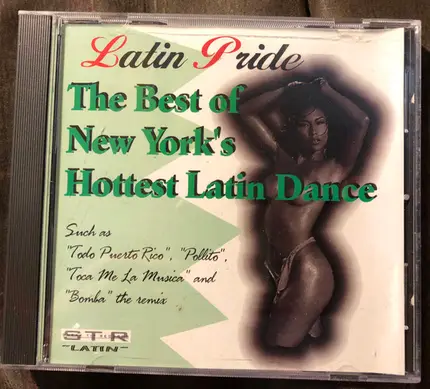 Latin Pride
The Best of
New York's
Hottest Latin Dance
Such as
"Todo Puerto Rico", "Pollito",
"Toca Me La Musica" and
"Bomba" the remix
LATIN